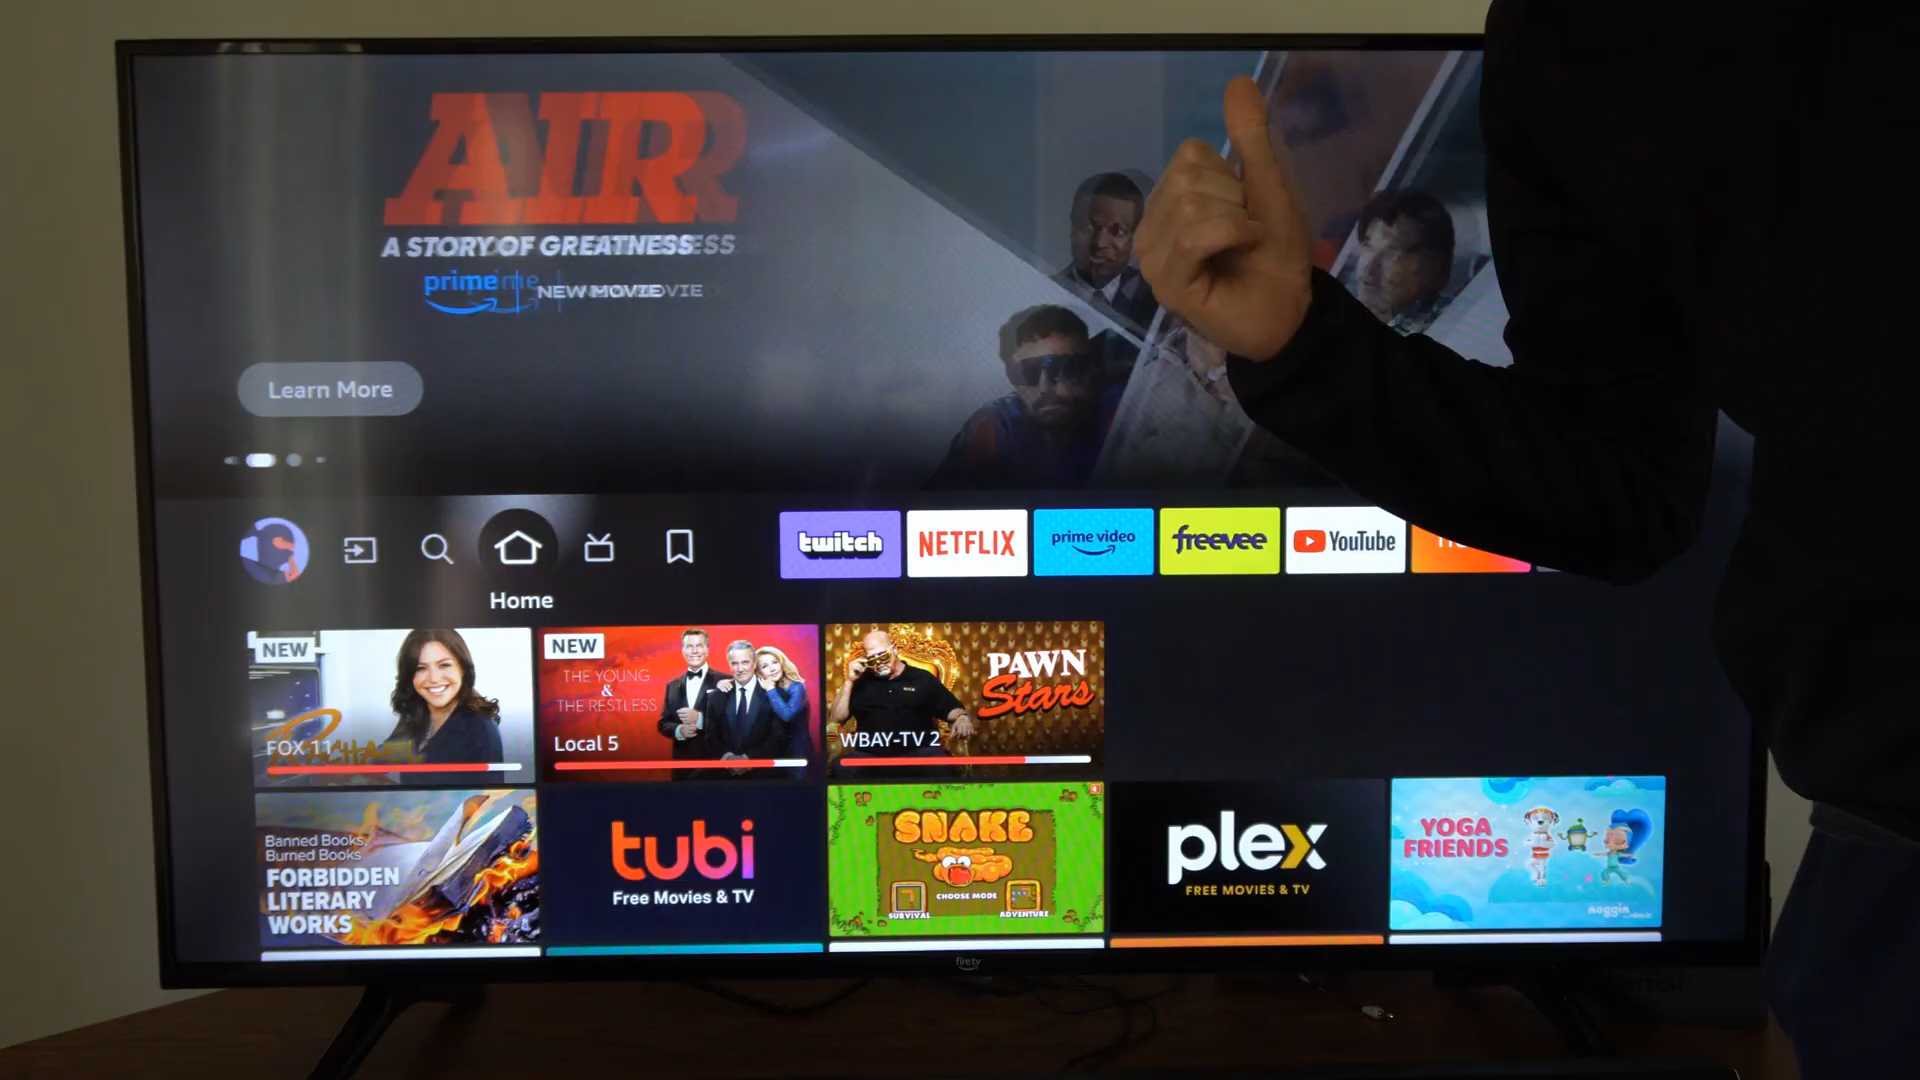 AIR
A STORY OF GREATNESS
prime
NEW MOVIE
Learn More
twitch
NETFLIX
prime video
freevee
YouTube
Home
NEW
FOX 11
NEW
THE YOUNG
&
THE RESTLESS
Local 5
PAWN
Stars
WBAY-TV 2
Banned Books,
Burned Books
FORBIDDEN
LITERARY
WORKS
tubi
Free Movies & TV
SNAKE
CHOOSE MODE
SURVIVAL
ADVENTURE
plex
FREE MOVIES & TV
YOGA
FRIENDS
noggin
firetv